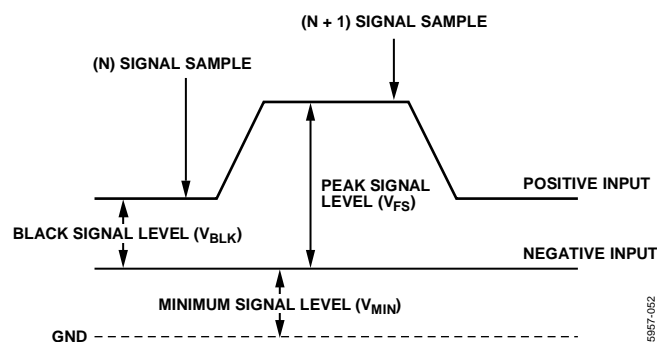 (N + 1) SIGNAL SAMPLE
(N) SIGNAL SAMPLE
PEAK SIGNAL
LEVEL (VFS)
POSITIVE INPUT
BLACK SIGNAL LEVEL (VBLK)
NEGATIVE INPUT
MINIMUM SIGNAL LEVEL (VMIN)
GND
5957-052